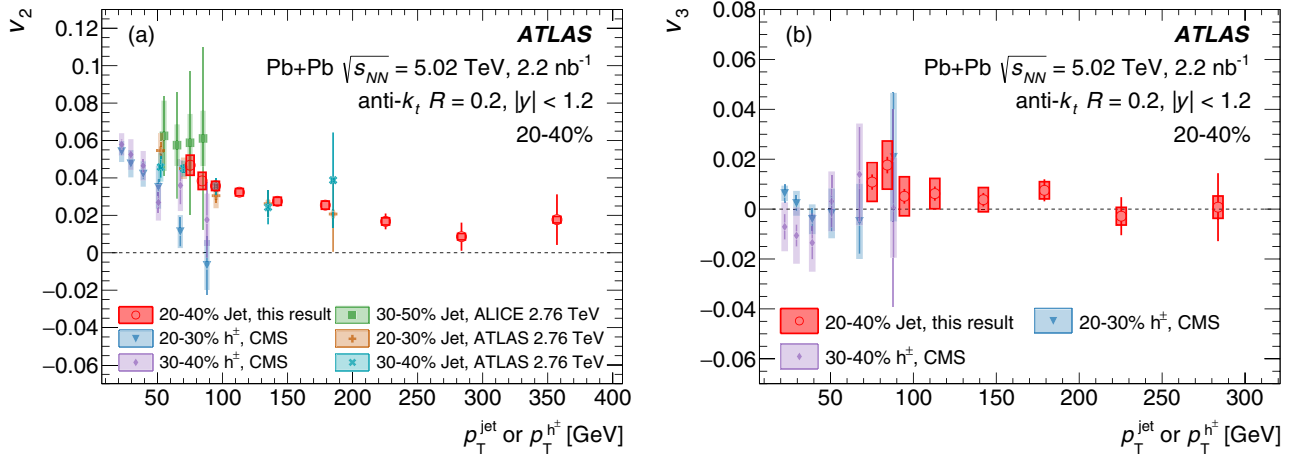 v2
(a)
ATLAS
Pb+Pb √sNN = 5.02 TeV, 2.2 nb-1
anti-kt R = 0.2, |y| < 1.2
20-40%
0.12
0.1
0.08
0.06
0.04
0.02
0
−0.02
−0.04
−0.06
20-40% Jet, this result
20-30% h±, CMS
30-40% h±, CMS
30-50% Jet, ALICE 2.76 TeV
20-30% Jet, ATLAS 2.76 TeV
30-40% Jet, ATLAS 2.76 TeV
50 100 150 200 250 300 350 400
pTjet or pTh± [GeV]
v3
(b)
ATLAS
Pb+Pb √sNN = 5.02 TeV, 2.2 nb-1
anti-kt R = 0.2, |y| < 1.2
20-40%
0.08
0.06
0.04
0.02
0
−0.02
−0.04
−0.06
20-40% Jet, this result
30-40% h±, CMS
20-30% h±, CMS
50 100 150 200 250 300
pTjet or pTh± [GeV]